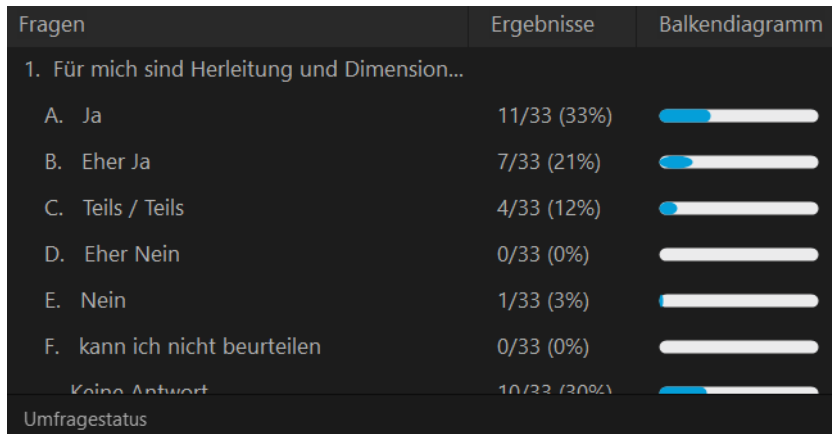 Fragen Ergebnisse Balkendiagramm
1. Für mich sind Herleitung und Dimension...
A. Ja 11/33 (33%)
B. Eher Ja 7/33 (21%)
C. Teils / Teils 4/33 (12%)
D. Eher Nein 0/33 (0%)
E. Nein 1/33 (3%)
F. kann ich nicht beurteilen 0/33 (0%)
Keine Antwort 10/33 (30%)
Umfragestatus